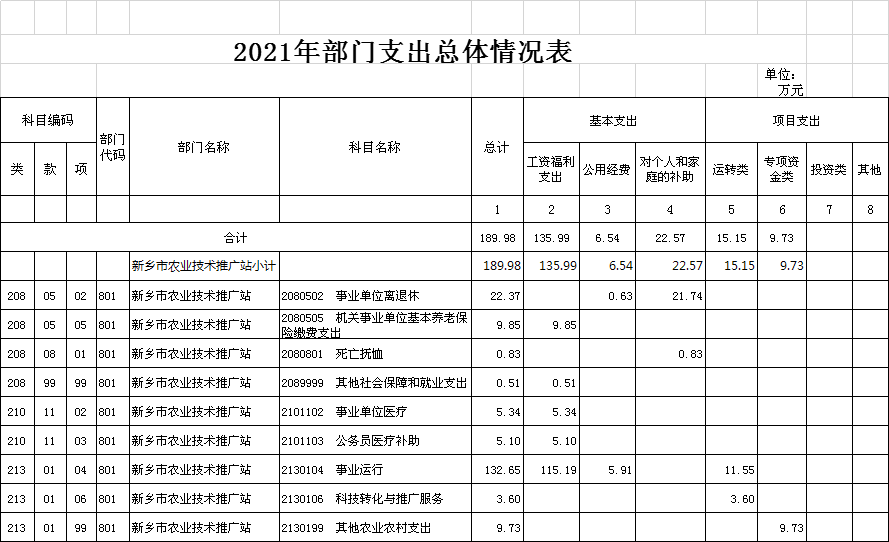 2021年部门支出总体情况表
单位：
万元
科目编码 部门代码 部门名称 科目名称 总计 基本支出 项目支出
类 款 项 工资福利支出 公用经费 对个人和家庭的补助 运转类 专项资金类 投资类 其他
1 2 3 4 5 6 7 8
合计 189.98 135.99 6.54 22.57 15.15 9.73
新乡市农业技术推广站小计 189.98 135.99 6.54 22.57 15.15 9.73
208 05 02 801 新乡市农业技术推广站 2080502 事业单位离退休 22.37 0.63 21.74
208 05 05 801 新乡市农业技术推广站 2080505 机关事业单位基本养老保险缴费支出 9.85 9.85
208 08 01 801 新乡市农业技术推广站 2080801 死亡抚恤 0.83 0.83
208 99 99 801 新乡市农业技术推广站 2089999 其他社会保障和就业支出 0.51 0.51
210 11 02 801 新乡市农业技术推广站 2101102 事业单位医疗 5.34 5.34
210 11 03 801 新乡市农业技术推广站 2101103 公务员医疗补助 5.10 5.10
213 01 04 801 新乡市农业技术推广站 2130104 事业运行 132.65 115.19 5.91 11.55
213 01 06 801 新乡市农业技术推广站 2130106 科技转化与推广服务 3.60 3.60
213 01 99 801 新乡市农业技术推广站 2130199 其他农业农村支出 9.73 9.73